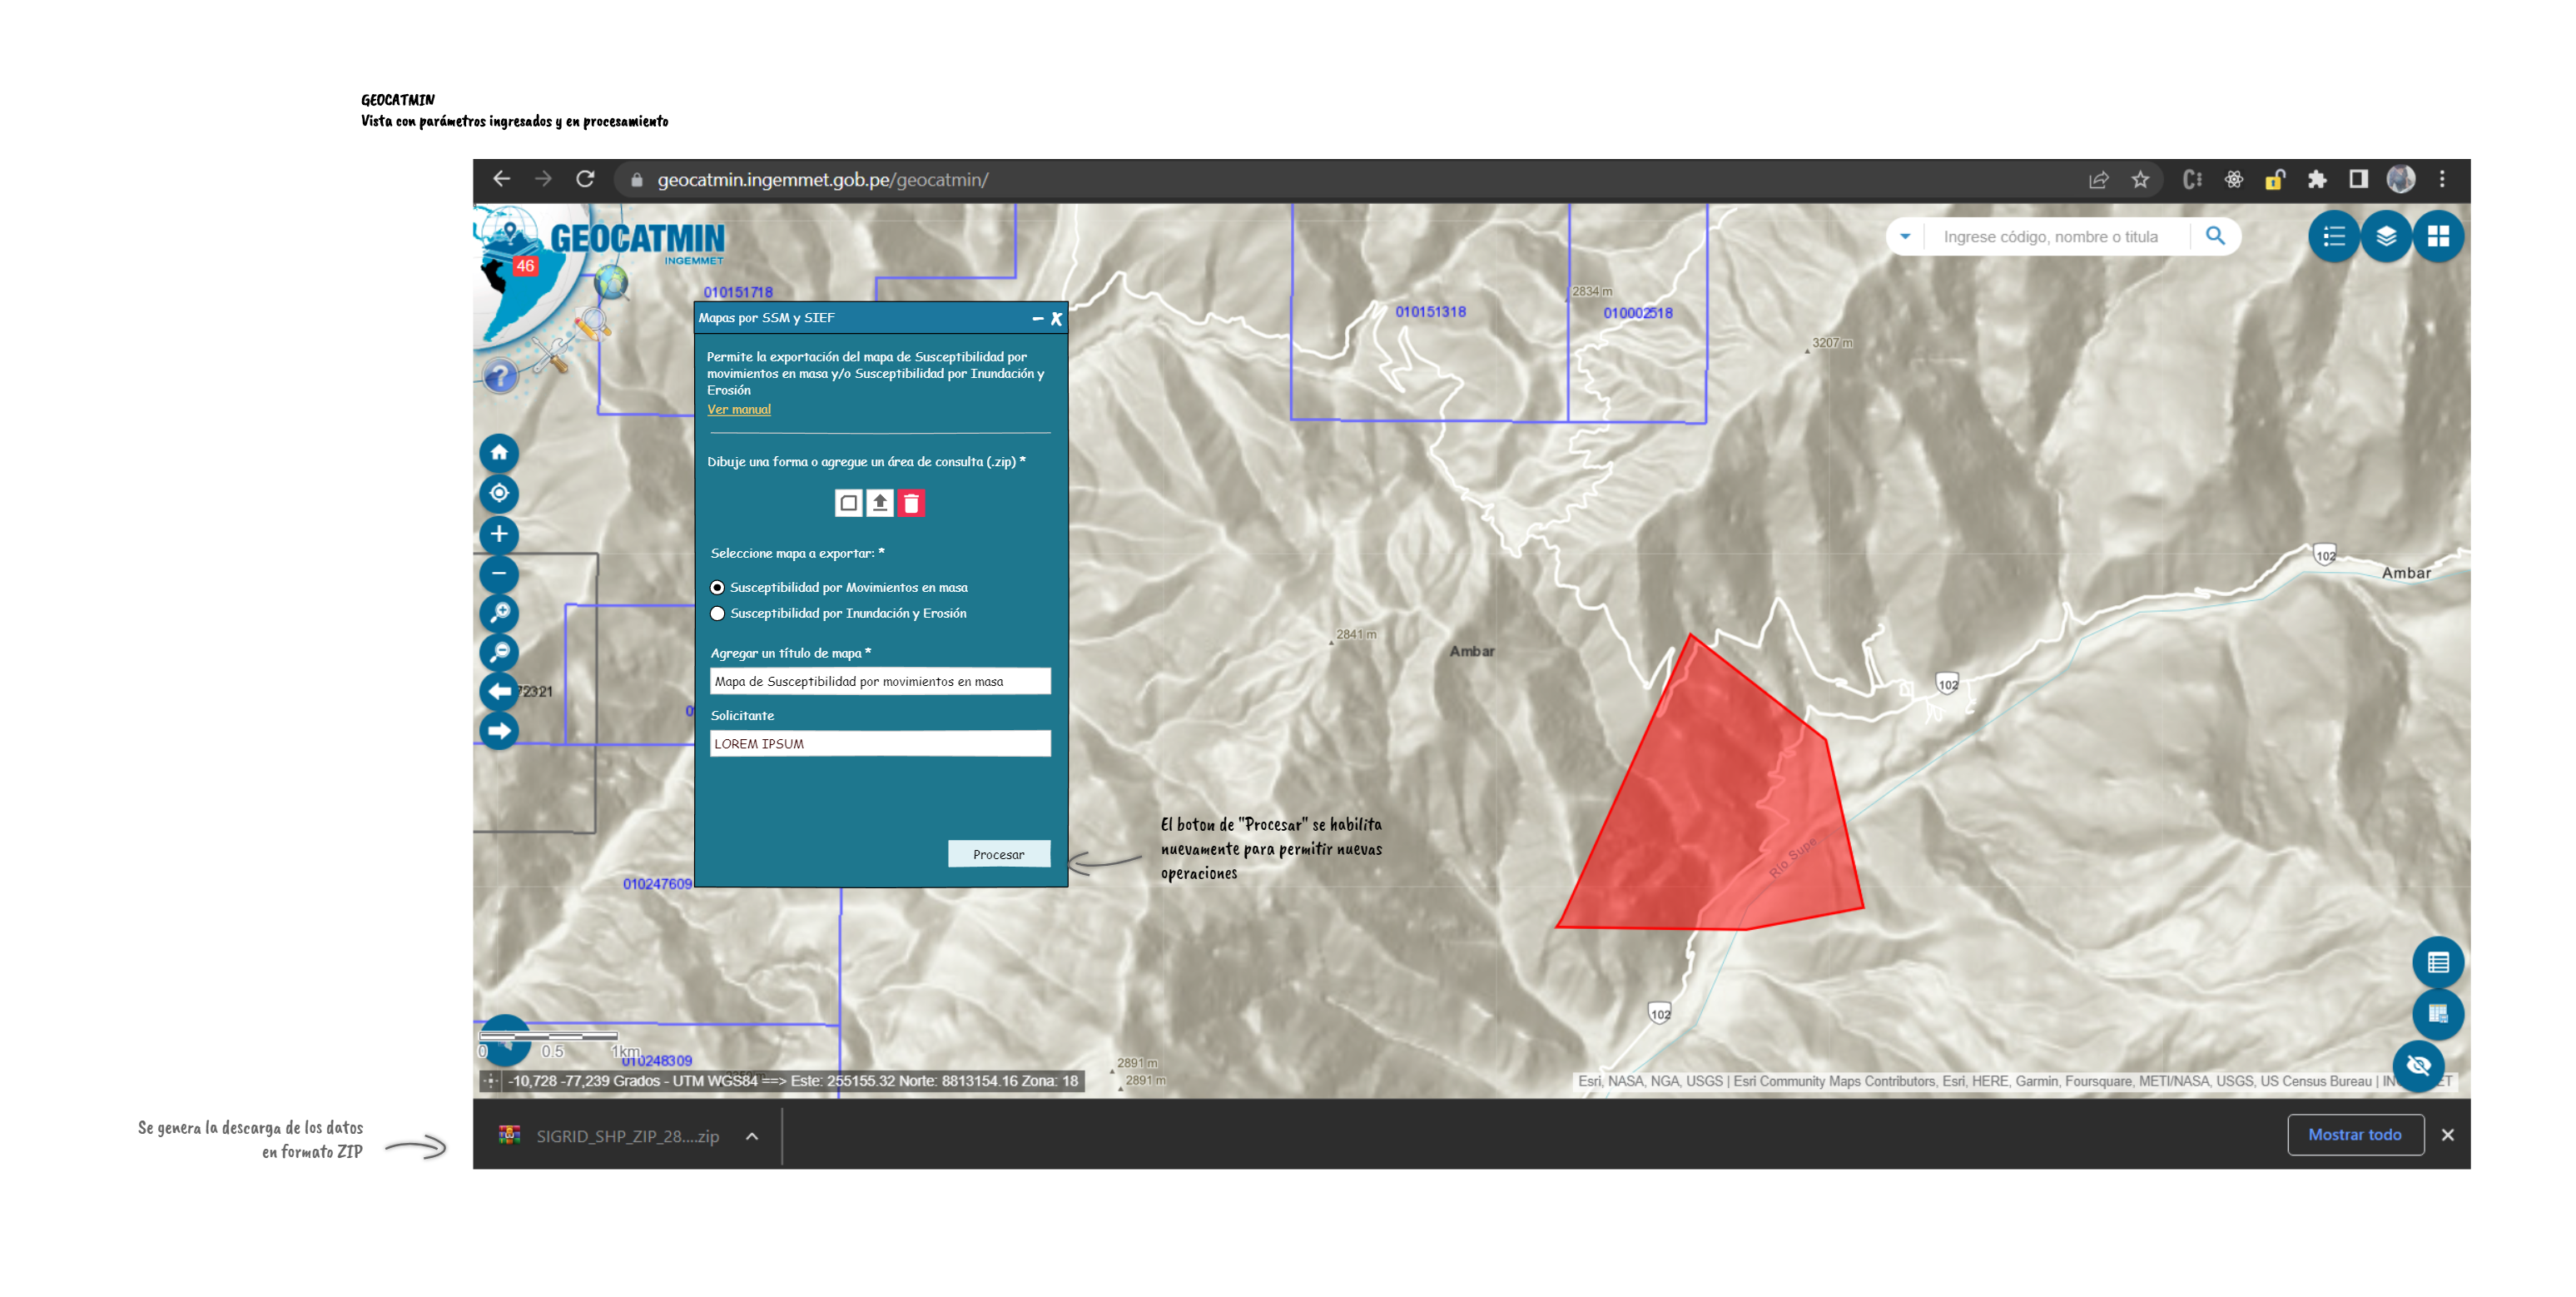 GEOCATMIN
Vista con parámetros ingresados y en procesamiento
geocatmin.ingemmet.gob.pe/geocatmin/
GEOCATMIN
INGEMMET
46
Ingrese código, nombre o titula
010151718
010151318
2834 m
010002518
3207 m
Mapas por SSM y SIEF
Permite la exportación del mapa de Susceptibilidad por
movimientos en masa y/o Susceptibilidad por Inundación y
Erosión
Ver manual
Dibuje una forma o agregue un área de consulta (.zip) *
Seleccione mapa a exportar: *
Susceptibilidad por Movimientos en masa
Susceptibilidad por Inundación y Erosión
Agregar un título de mapa *
Mapa de Susceptibilidad por movimientos en masa
Solicitante
LOREM IPSUM
Procesar
El boton de "Procesar" se habilita
nuevamente para permitir nuevas
operaciones
102
Ambar
2841 m
Ambar
102
72321
Río Supe
010247609
102
0 0.5 1km
010248309
2891 m
2891 m
-10,728 -77,239 Grados - UTM WGS84 ==> Este: 255155.32 Norte: 8813154.16 Zona: 18
Esri, NASA, NGA, USGS | Esri Community Maps Contributors, Esri, HERE, Garmin, Foursquare, METI/NASA, USGS, US Census Bureau |
Se genera la descarga de los datos
en formato ZIP
SIGRID_SHP_ZIP_28....zip
Mostrar todo